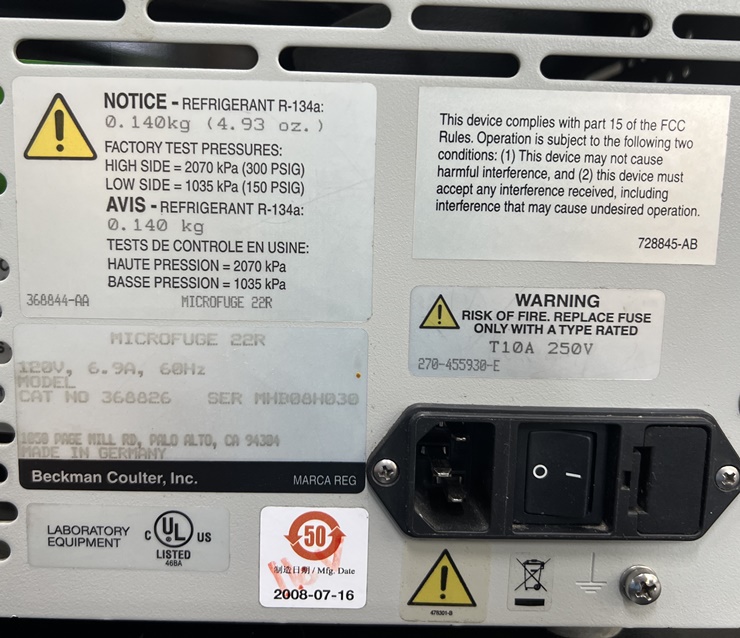 NOTICE - REFRIGERANT R-134a:
0.140kg (4.93 oz.)
FACTORY TEST PRESSURES:
HIGH SIDE = 2070 kPa (300 PSIG)
LOW SIDE = 1035 kPa (150 PSIG)
AVIS - REFRIGERANT R-134a:
0.140 kg
TESTS DE CONTROLE EN USINE:
HAUTE PRESSION = 2070 kPa
BASSE PRESSION = 1035 kPa
368844-AA MICROFUGE 22R
This device complies with part 15 of the FCC
Rules. Operation is subject to the following two
conditions: (1) This device may not cause
harmful interference, and (2) this device must
accept any interference received, including
interference that may cause undesired operation.
728845-AB
WARNING
RISK OF FIRE. REPLACE FUSE
ONLY WITH A TYPE RATED
T10A 250V
270-455930-E
MICROFUGE 22R
120V, 6.9A, 60Hz
MODEL
CAT NO 368826 SER MHB08H030
1050 PAGE MILL RD, PALO ALTO, CA 94304
MADE IN GERMANY
Beckman Coulter, Inc. MARCA REG
LABORATORY
EQUIPMENT
C UL US
LISTED
46BA
50
制造日期 / Mfg. Date
2008-07-16
478301-B